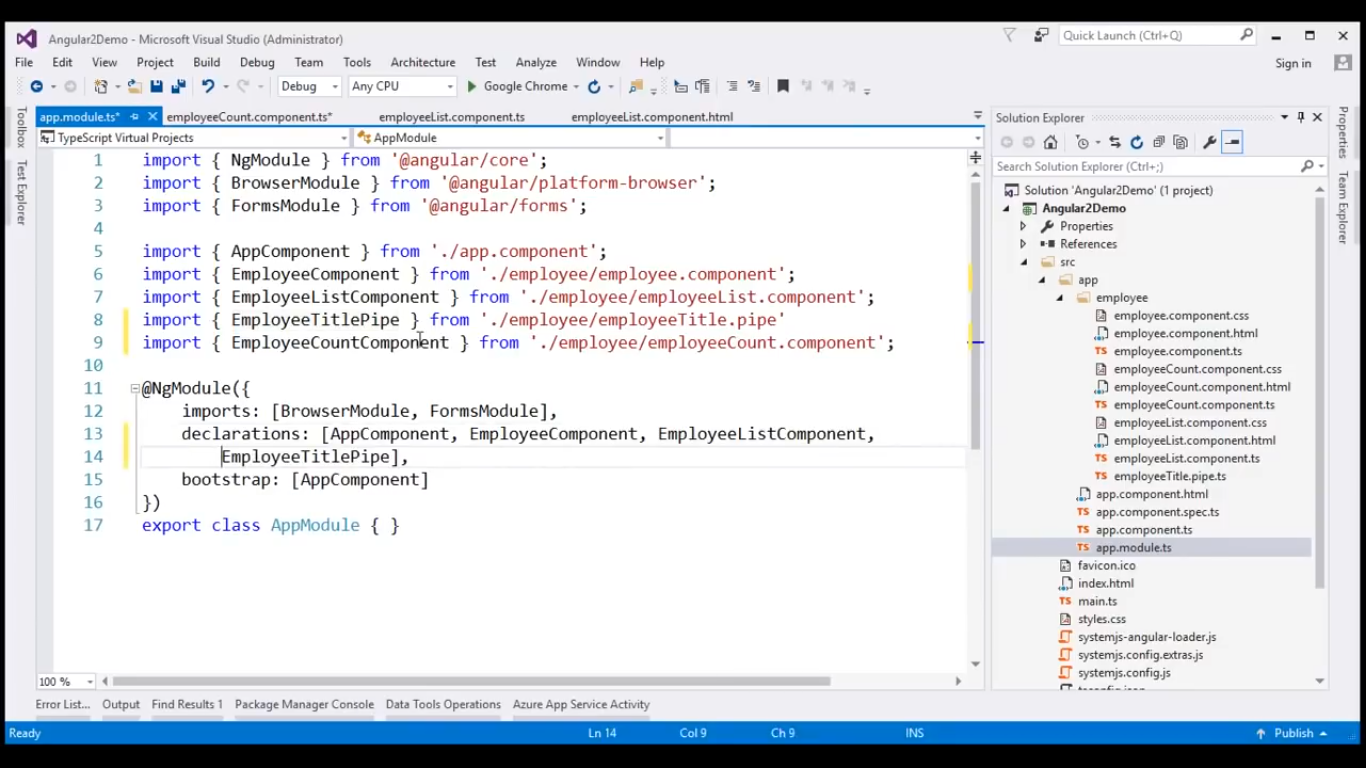 Angular2Demo - Microsoft Visual Studio (Administrator)
Quick Launch (Ctrl+Q)
File Edit View Project Build Debug Team Tools Architecture Test Analyze Window Help
Sign in
Debug Any CPU Google Chrome
Toolbox
Test Explorer
app.module.ts* employeeCount.component.ts* employeeList.component.ts employeeList.component.html
TypeScript Virtual Projects AppModule
1 import { NgModule } from '@angular/core';
2 import { BrowserModule } from '@angular/platform-browser';
3 import { FormsModule } from '@angular/forms';
4
5 import { AppComponent } from './app.component';
6 import { EmployeeComponent } from './employee/employee.component';
7 import { EmployeeListComponent } from './employee/employeeList.component';
8 import { EmployeeTitlePipe } from './employee/employeeTitle.pipe'
9 import { EmployeeCountComponent } from './employee/employeeCount.component';
10
11 @NgModule({
12 imports: [BrowserModule, FormsModule],
13 declarations: [AppComponent, EmployeeComponent, EmployeeListComponent,
14 EmployeeTitlePipe],
15 bootstrap: [AppComponent]
16 })
17 export class AppModule { }
100 %
Solution Explorer
Search Solution Explorer (Ctrl+;)
Solution 'Angular2Demo' (1 project)
Angular2Demo
Properties
References
src
app
employee
employee.component.css
employee.component.html
TS employee.component.ts
employeeCount.component.css
employeeCount.component.html
TS employeeCount.component.ts
employeeList.component.css
employeeList.component.html
TS employeeList.component.ts
TS employeeTitle.pipe.ts
app.component.html
TS app.component.spec.ts
TS app.component.ts
TS app.module.ts
favicon.ico
index.html
TS main.ts
styles.css
systemjs-angular-loader.js
systemjs.config.extras.js
systemjs.config.js
tsconfig.json
Properties
Team Explorer
Error List... Output Find Results 1 Package Manager Console Data Tools Operations Azure App Service Activity
Ready Ln 14 Col 9 Ch 9 INS Publish